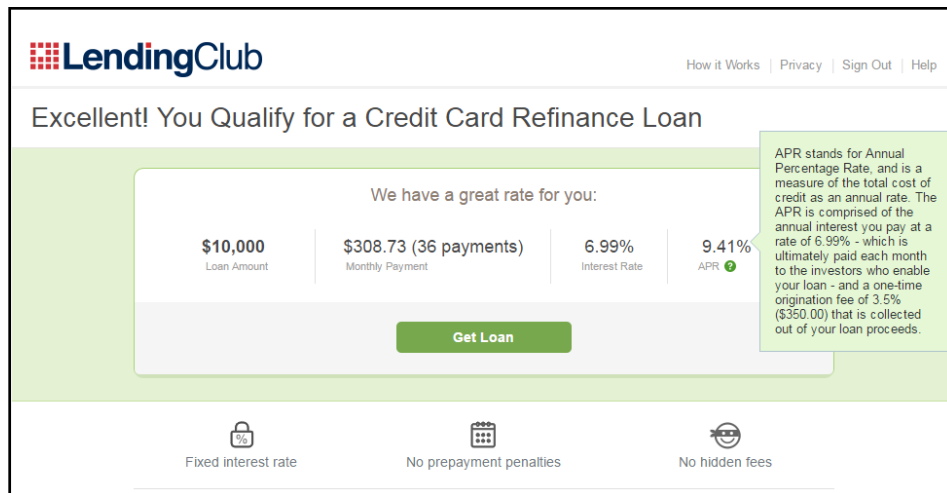 LendingClub
How it Works | Privacy | Sign Out | Help
Excellent! You Qualify for a Credit Card Refinance Loan
We have a great rate for you:
$10,000
Loan Amount
$308.73 (36 payments)
Monthly Payment
6.99%
Interest Rate
9.41%
APR ?
APR stands for Annual
Percentage Rate, and is a
measure of the total cost of
credit as an annual rate. The
APR is comprised of the
annual interest you pay at a
rate of 6.99% - which is
ultimately paid each month
to the investors who enable
your loan - and a one-time
origination fee of 3.5%
($350.00) that is collected
out of your loan proceeds.
Get Loan
%
Fixed interest rate
No prepayment penalties
No hidden fees